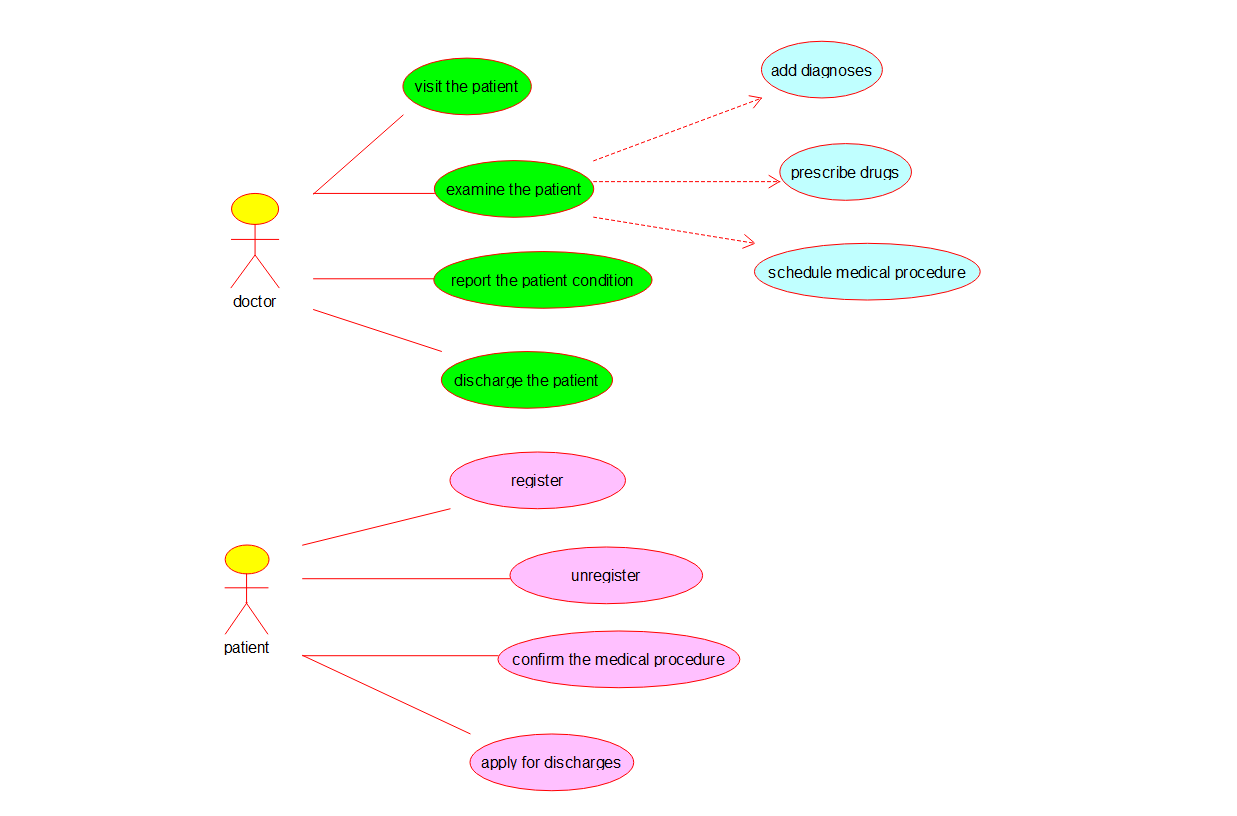 visit the patient
add diagnoses
examine the patient
prescribe drugs
report the patient condition
schedule medical procedure
doctor
discharge the patient
register
unregister
patient
confirm the medical procedure
apply for discharges